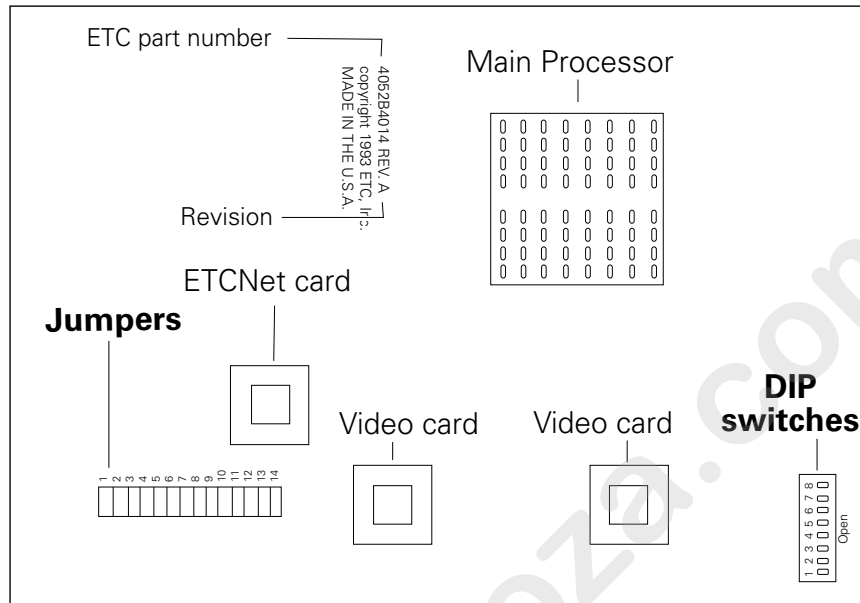 ETC part number
4052B4014 REV. A
copyright 1993 ETC, Inc.
MADE IN THE U.S.A.
Main Processor
Revision
ETCNet card
Jumpers
Video card
Video card
DIP
switches
1 2 3 4 5 6 7 8 9 10 11 12 13 14
1 2 3 4 5 6 7 8
Open
oza.com